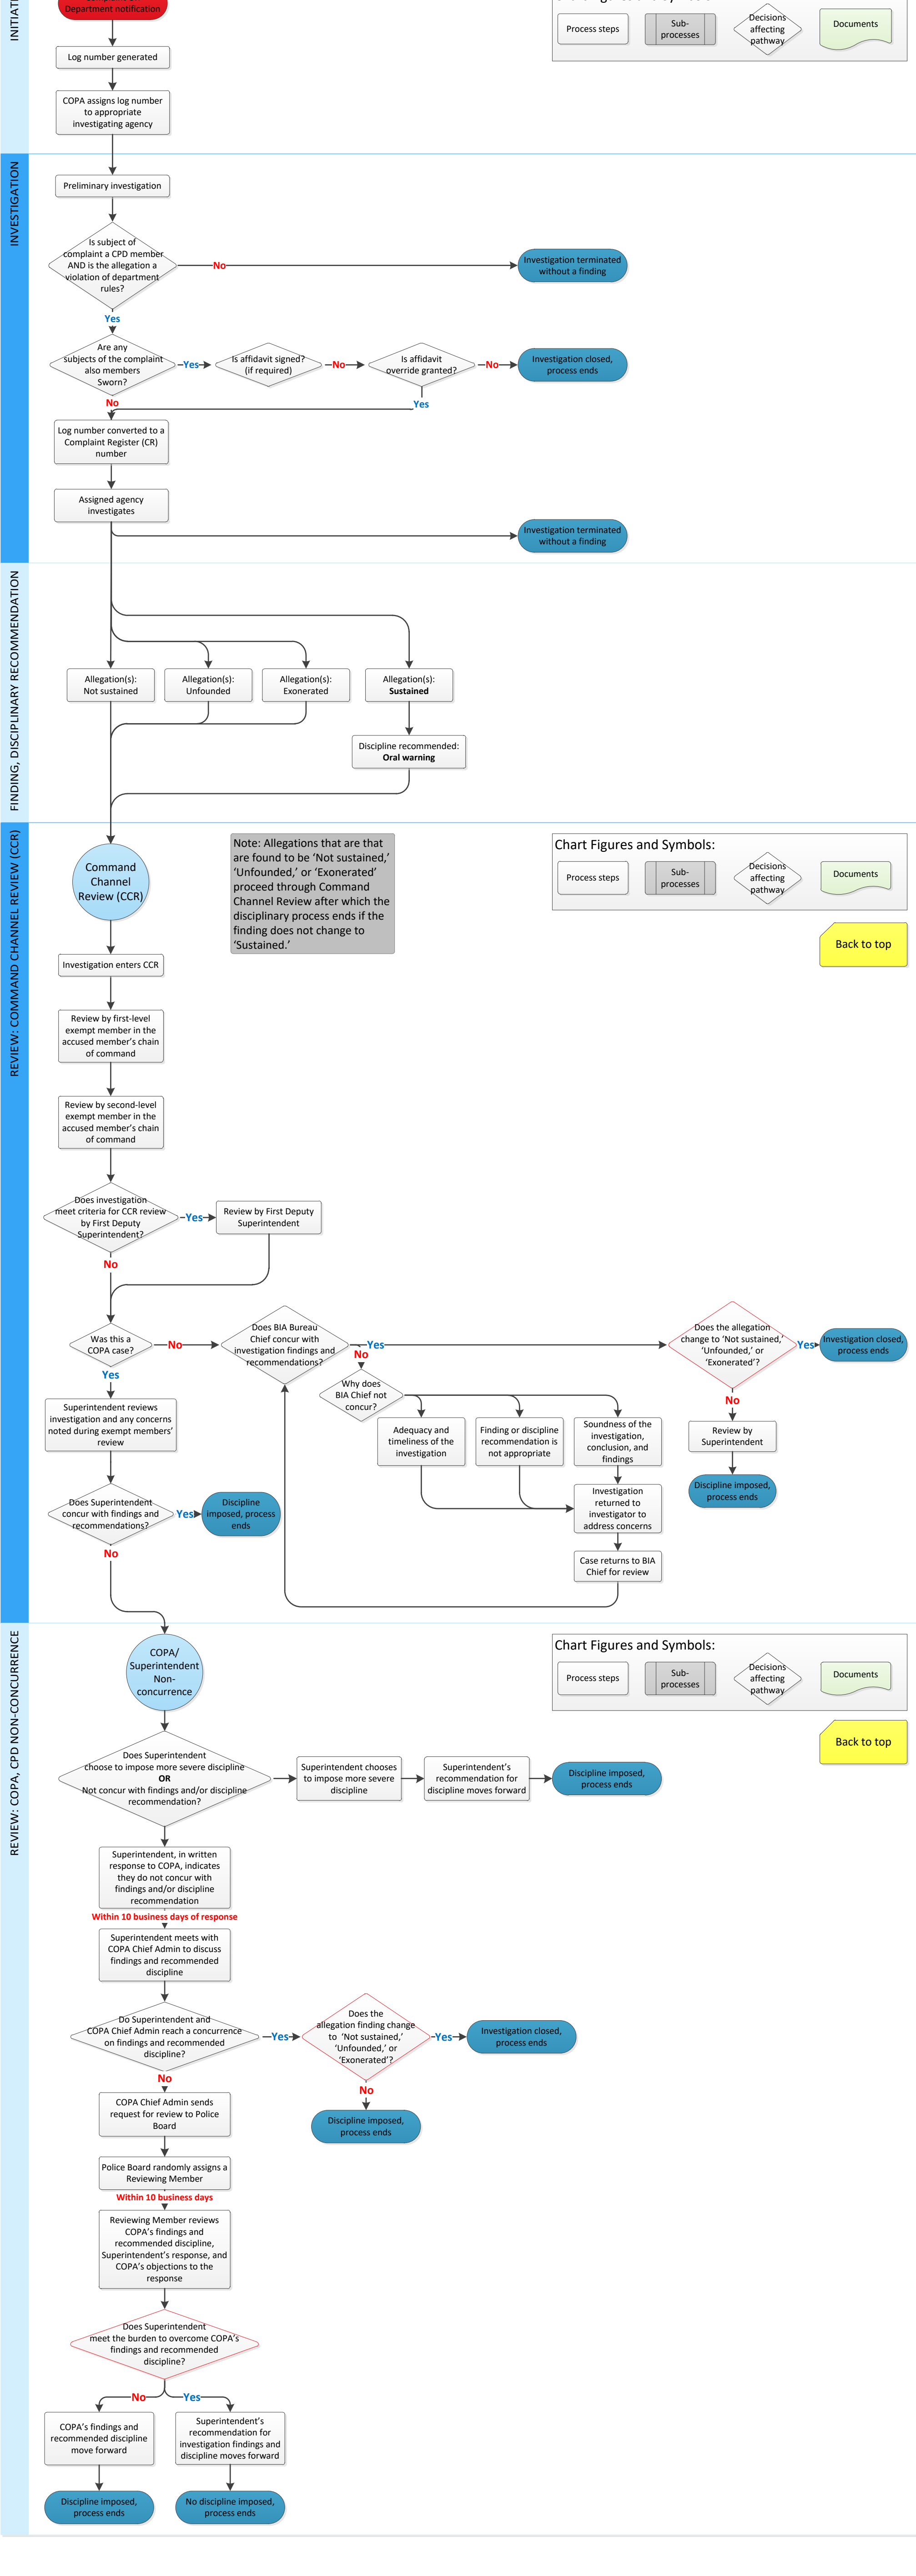 INITIAT
Department notification
Process steps
Sub-
processes
Decisions
affecting
pathway
Documents
Log number generated
COPA assigns log number
to appropriate
investigating agency
INVESTIGATION
Preliminary investigation
Is subject of
complaint a CPD member
AND is the allegation a
violation of department
rules?
No
Investigation terminated
without a finding
Yes
Are any
subjects of the complaint
also members
Sworn?
Yes
Is affidavit signed?
(if required)
No
Is affidavit
override granted?
No
Investigation closed,
process ends
No
Yes
Log number converted to a
Complaint Register (CR)
number
Assigned agency
investigates
Investigation terminated
without a finding
FINDING, DISCIPLINARY RECOMMENDATION
Allegation(s):
Not sustained
Allegation(s):
Unfounded
Allegation(s):
Exonerated
Allegation(s):
Sustained
Discipline recommended:
Oral warning
REVIEW: COMMAND CHANNEL REVIEW (CCR)
Command
Channel
Review (CCR)
Note: Allegations that are that
are found to be ‘Not sustained,’
‘Unfounded,’ or ‘Exonerated’
proceed through Command
Channel Review after which the
disciplinary process ends if the
finding does not change to
‘Sustained.’
Chart Figures and Symbols:
Process steps
Sub-
processes
Decisions
affecting
pathway
Documents
Back to top
Investigation enters CCR
Review by first-level
exempt member in the
accused member’s chain
of command
Review by second-level
exempt member in the
accused member’s chain
of command
Does investigation
meet criteria for CCR review
by First Deputy
Superintendent?
Yes
Review by First Deputy
Superintendent
No
Was this a
COPA case?
No
Does BIA Bureau
Chief concur with
investigation findings and
recommendations?
Yes
Does the allegation
change to ‘Not sustained,’
‘Unfounded,’ or
‘Exonerated’?
Yes
Investigation closed,
process ends
No
Yes
Why does
BIA Chief not
concur?
No
Superintendent reviews
investigation and any concerns
noted during exempt members’
review
Adequacy and
timeliness of the
investigation
Finding or discipline
recommendation is
not appropriate
Soundness of the
investigation,
conclusion, and
findings
Review by
Superintendent
Discipline imposed,
process ends
Does Superintendent
concur with findings and
recommendations?
Yes
Discipline
imposed, process
ends
Investigation
returned to
investigator to
address concerns
No
Case returns to BIA
Chief for review
REVIEW: COPA, CPD NON-CONCURRENCE
COPA/
Superintendent
Non-
concurrence
Chart Figures and Symbols:
Process steps
Sub-
processes
Decisions
affecting
pathway
Documents
Back to top
Does Superintendent
choose to impose more severe discipline
OR
Not concur with findings and/or discipline
recommendation?
Superintendent chooses
to impose more severe
discipline
Superintendent’s
recommendation for
discipline moves forward
Discipline imposed,
process ends
Superintendent, in written
response to COPA, indicates
they do not concur with
findings and/or discipline
recommendation
Within 10 business days of response
Superintendent meets with
COPA Chief Admin to discuss
findings and recommended
discipline
Do Superintendent and
COPA Chief Admin reach a concurrence
on findings and recommended
discipline?
Yes
Does the
allegation finding change
to ‘Not sustained,’
‘Unfounded,’ or
‘Exonerated’?
Yes
Investigation closed,
process ends
No
No
COPA Chief Admin sends
request for review to Police
Board
Discipline imposed,
process ends
Police Board randomly assigns a
Reviewing Member
Within 10 business days
Reviewing Member reviews
COPA’s findings and
recommended discipline,
Superintendent’s response, and
COPA’s objections to the
response
Does Superintendent
meet the burden to overcome COPA’s
findings and recommended
discipline?
No
Yes
COPA’s findings and
recommended discipline
move forward
Superintendent’s
recommendation for
investigation findings and
discipline moves forward
Discipline imposed,
process ends
No discipline imposed,
process ends